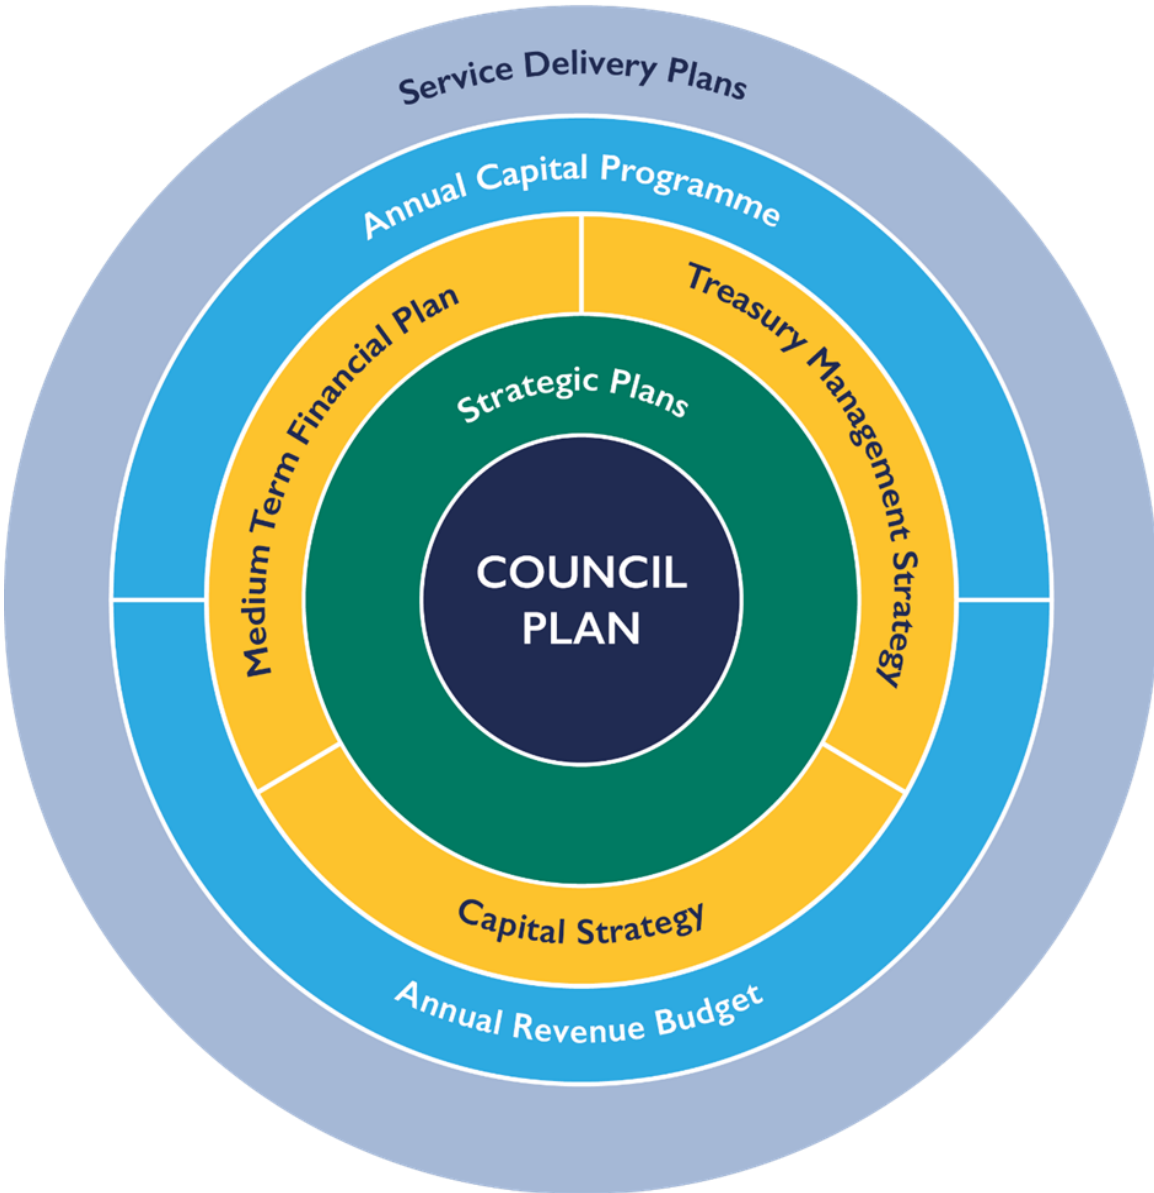 Service Delivery Plans
Annual Capital Programme
Medium Term Financial Plan
Treasury Management Strategy
Strategic Plans
COUNCIL
PLAN
Capital Strategy
Annual Revenue Budget